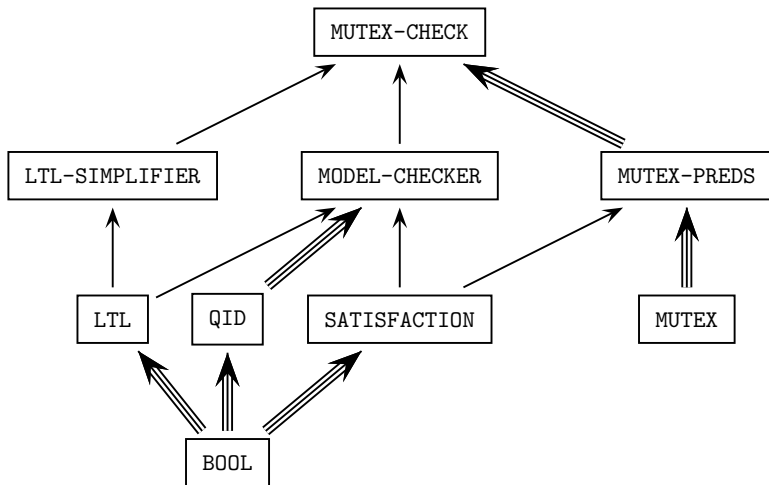 MUTEX-CHECK
LTL-SIMPLIFIER
MODEL-CHECKER
MUTEX-PREDS
LTL
QID
SATISFACTION
MUTEX
BOOL